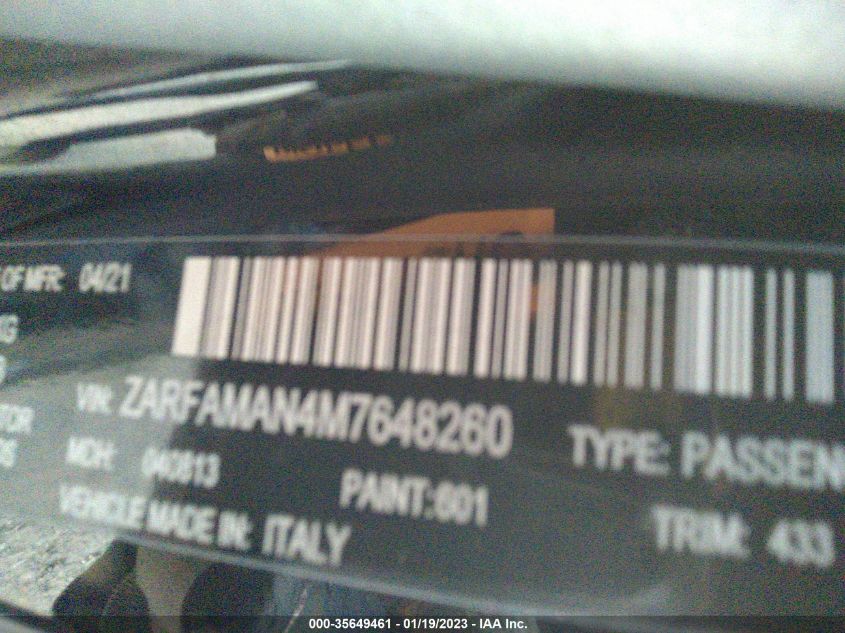 OF MFR: 04/21
VIN: ZARFAMAN4M7648260
TYPE: PASSEN
MDH: 040813
PAINT: 601
VEHICLE MADE IN: ITALY
TRIM: 433
000-35649461 - 01/19/2023 - IAA Inc.